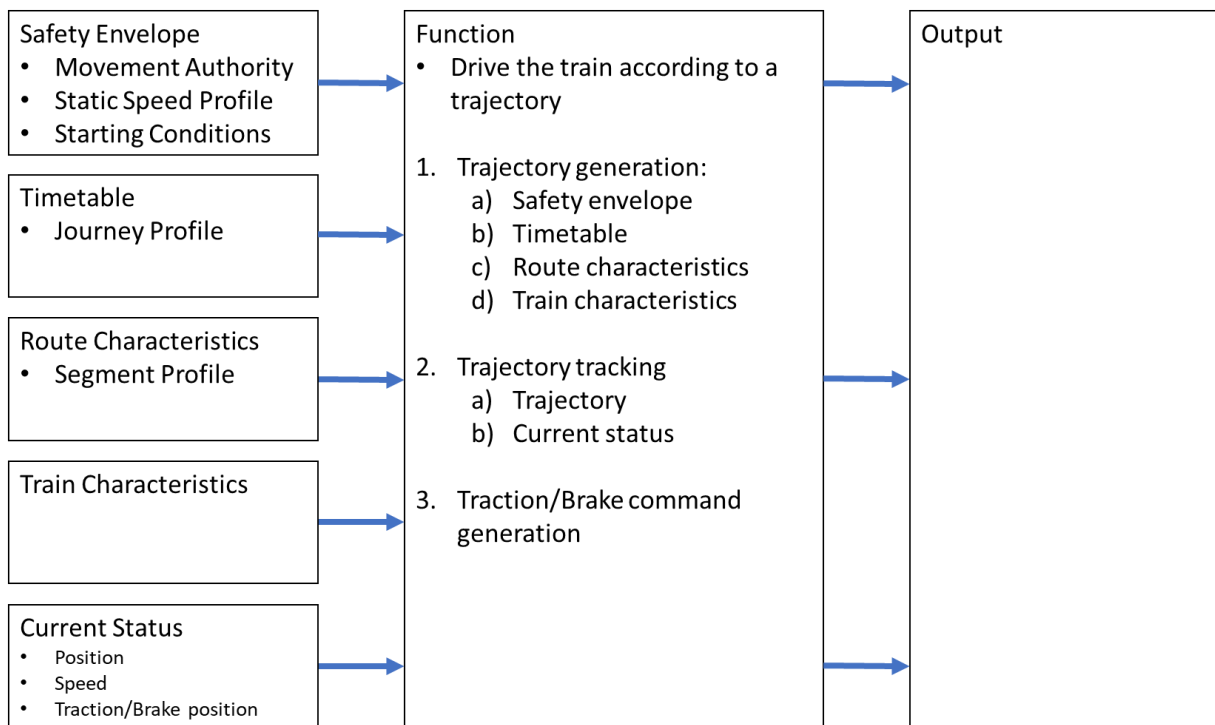 Safety Envelope
• Movement Authority
• Static Speed Profile
• Starting Conditions
Timetable
• Journey Profile
Route Characteristics
• Segment Profile
Train Characteristics
Current Status
• Position
• Speed
• Traction/Brake position
Function
• Drive the train according to a
trajectory
1. Trajectory generation:
a) Safety envelope
b) Timetable
c) Route characteristics
d) Train characteristics
2. Trajectory tracking
a) Trajectory
b) Current status
3. Traction/Brake command
generation
Output